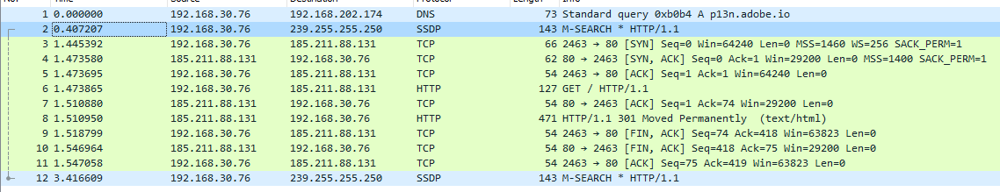 No. Time Source Destination Protocol Length Info
1 0.000000 192.168.30.76 192.168.202.174 DNS 73 Standard query 0xb0b4 A p13n.adobe.io
2 0.407207 192.168.30.76 239.255.255.250 SSDP 143 M-SEARCH * HTTP/1.1
3 1.445392 192.168.30.76 185.211.88.131 TCP 66 2463 → 80 [SYN] Seq=0 Win=64240 Len=0 MSS=1460 WS=256 SACK_PERM=1
4 1.473580 185.211.88.131 192.168.30.76 TCP 62 80 → 2463 [SYN, ACK] Seq=0 Ack=1 Win=29200 Len=0 MSS=1400 SACK_PERM=1
5 1.473695 192.168.30.76 185.211.88.131 TCP 54 2463 → 80 [ACK] Seq=1 Ack=1 Win=64240 Len=0
6 1.473865 192.168.30.76 185.211.88.131 HTTP 127 GET / HTTP/1.1
7 1.510880 185.211.88.131 192.168.30.76 TCP 54 80 → 2463 [ACK] Seq=1 Ack=74 Win=29200 Len=0
8 1.510950 185.211.88.131 192.168.30.76 HTTP 471 HTTP/1.1 301 Moved Permanently (text/html)
9 1.518799 192.168.30.76 185.211.88.131 TCP 54 2463 → 80 [FIN, ACK] Seq=74 Ack=418 Win=63823 Len=0
10 1.546964 185.211.88.131 192.168.30.76 TCP 54 80 → 2463 [FIN, ACK] Seq=418 Ack=75 Win=29200 Len=0
11 1.547058 192.168.30.76 185.211.88.131 TCP 54 2463 → 80 [ACK] Seq=75 Ack=419 Win=63823 Len=0
12 3.416609 192.168.30.76 239.255.255.250 SSDP 143 M-SEARCH * HTTP/1.1